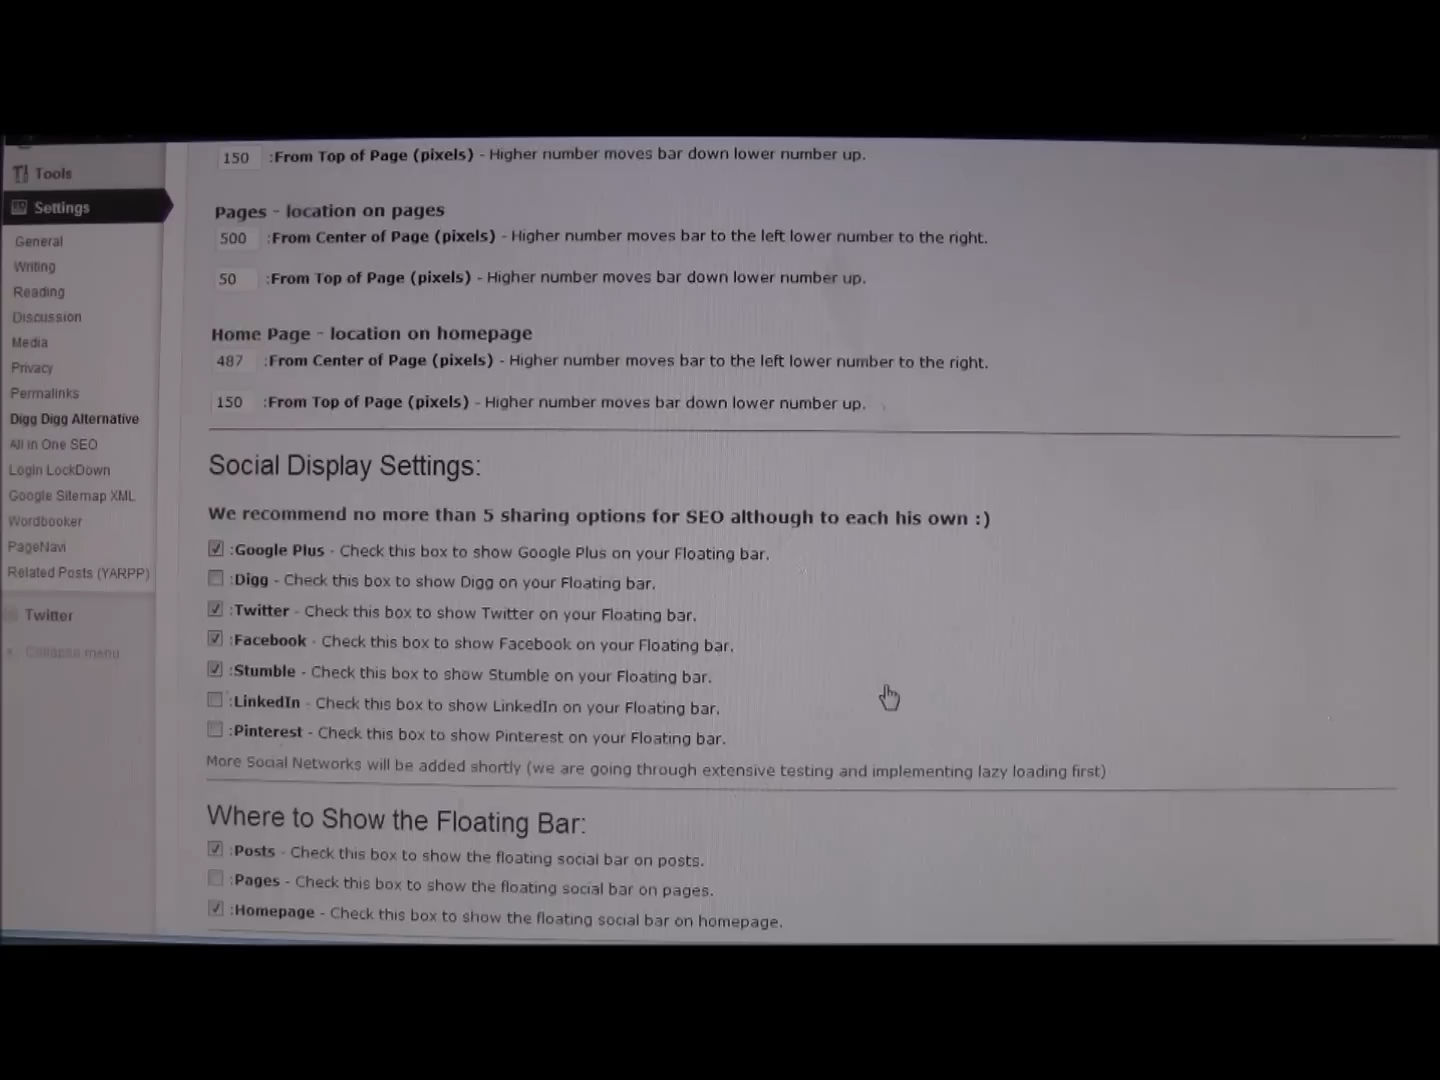 Tools
Settings
General
Writing
Reading
Discussion
Media
Privacy
Permalinks
Digg Digg Alternative
All in One SEO
Login LockDown
Google Sitemap XML
Wordbooker
PageNavi
Related Posts (YARPP)
Twitter
Collapse menu
150 :From Top of Page (pixels) - Higher number moves bar down lower number up.
Pages - location on pages
500 :From Center of Page (pixels) - Higher number moves bar to the left lower number to the right.
50 :From Top of Page (pixels) - Higher number moves bar down lower number up.
Home Page - location on homepage
487 :From Center of Page (pixels) - Higher number moves bar to the left lower number to the right.
150 :From Top of Page (pixels) - Higher number moves bar down lower number up.
Social Display Settings:
We recommend no more than 5 sharing options for SEO although to each his own :)
:Google Plus - Check this box to show Google Plus on your Floating bar.
:Digg - Check this box to show Digg on your Floating bar.
:Twitter - Check this box to show Twitter on your Floating bar.
:Facebook - Check this box to show Facebook on your Floating bar.
:Stumble - Check this box to show Stumble on your Floating bar.
:LinkedIn - Check this box to show LinkedIn on your Floating bar.
:Pinterest - Check this box to show Pinterest on your Floating bar.
More Social Networks will be added shortly (we are going through extensive testing and implementing lazy loading first)
Where to Show the Floating Bar:
:Posts - Check this box to show the floating social bar on posts.
:Pages - Check this box to show the floating social bar on pages.
:Homepage - Check this box to show the floating social bar on homepage.